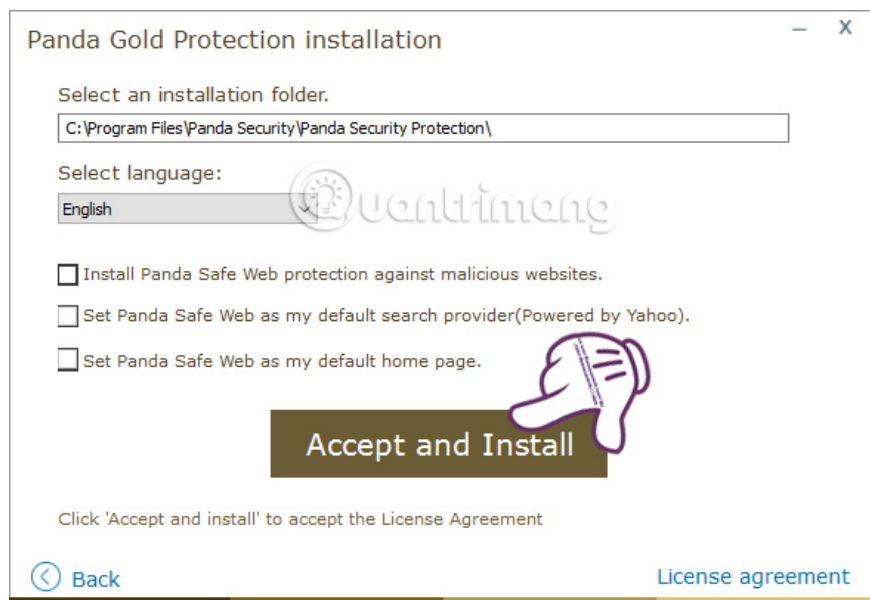 Panda Gold Protection installation
Select an installation folder.
C:\Program Files\Panda Security\Panda Security Protection\
Select language:
English
Quantrimang
Install Panda Safe Web protection against malicious websites.
Set Panda Safe Web as my default search provider(Powered by Yahoo).
Set Panda Safe Web as my default home page.
Accept and Install
Click 'Accept and install' to accept the License Agreement
Back
License agreement